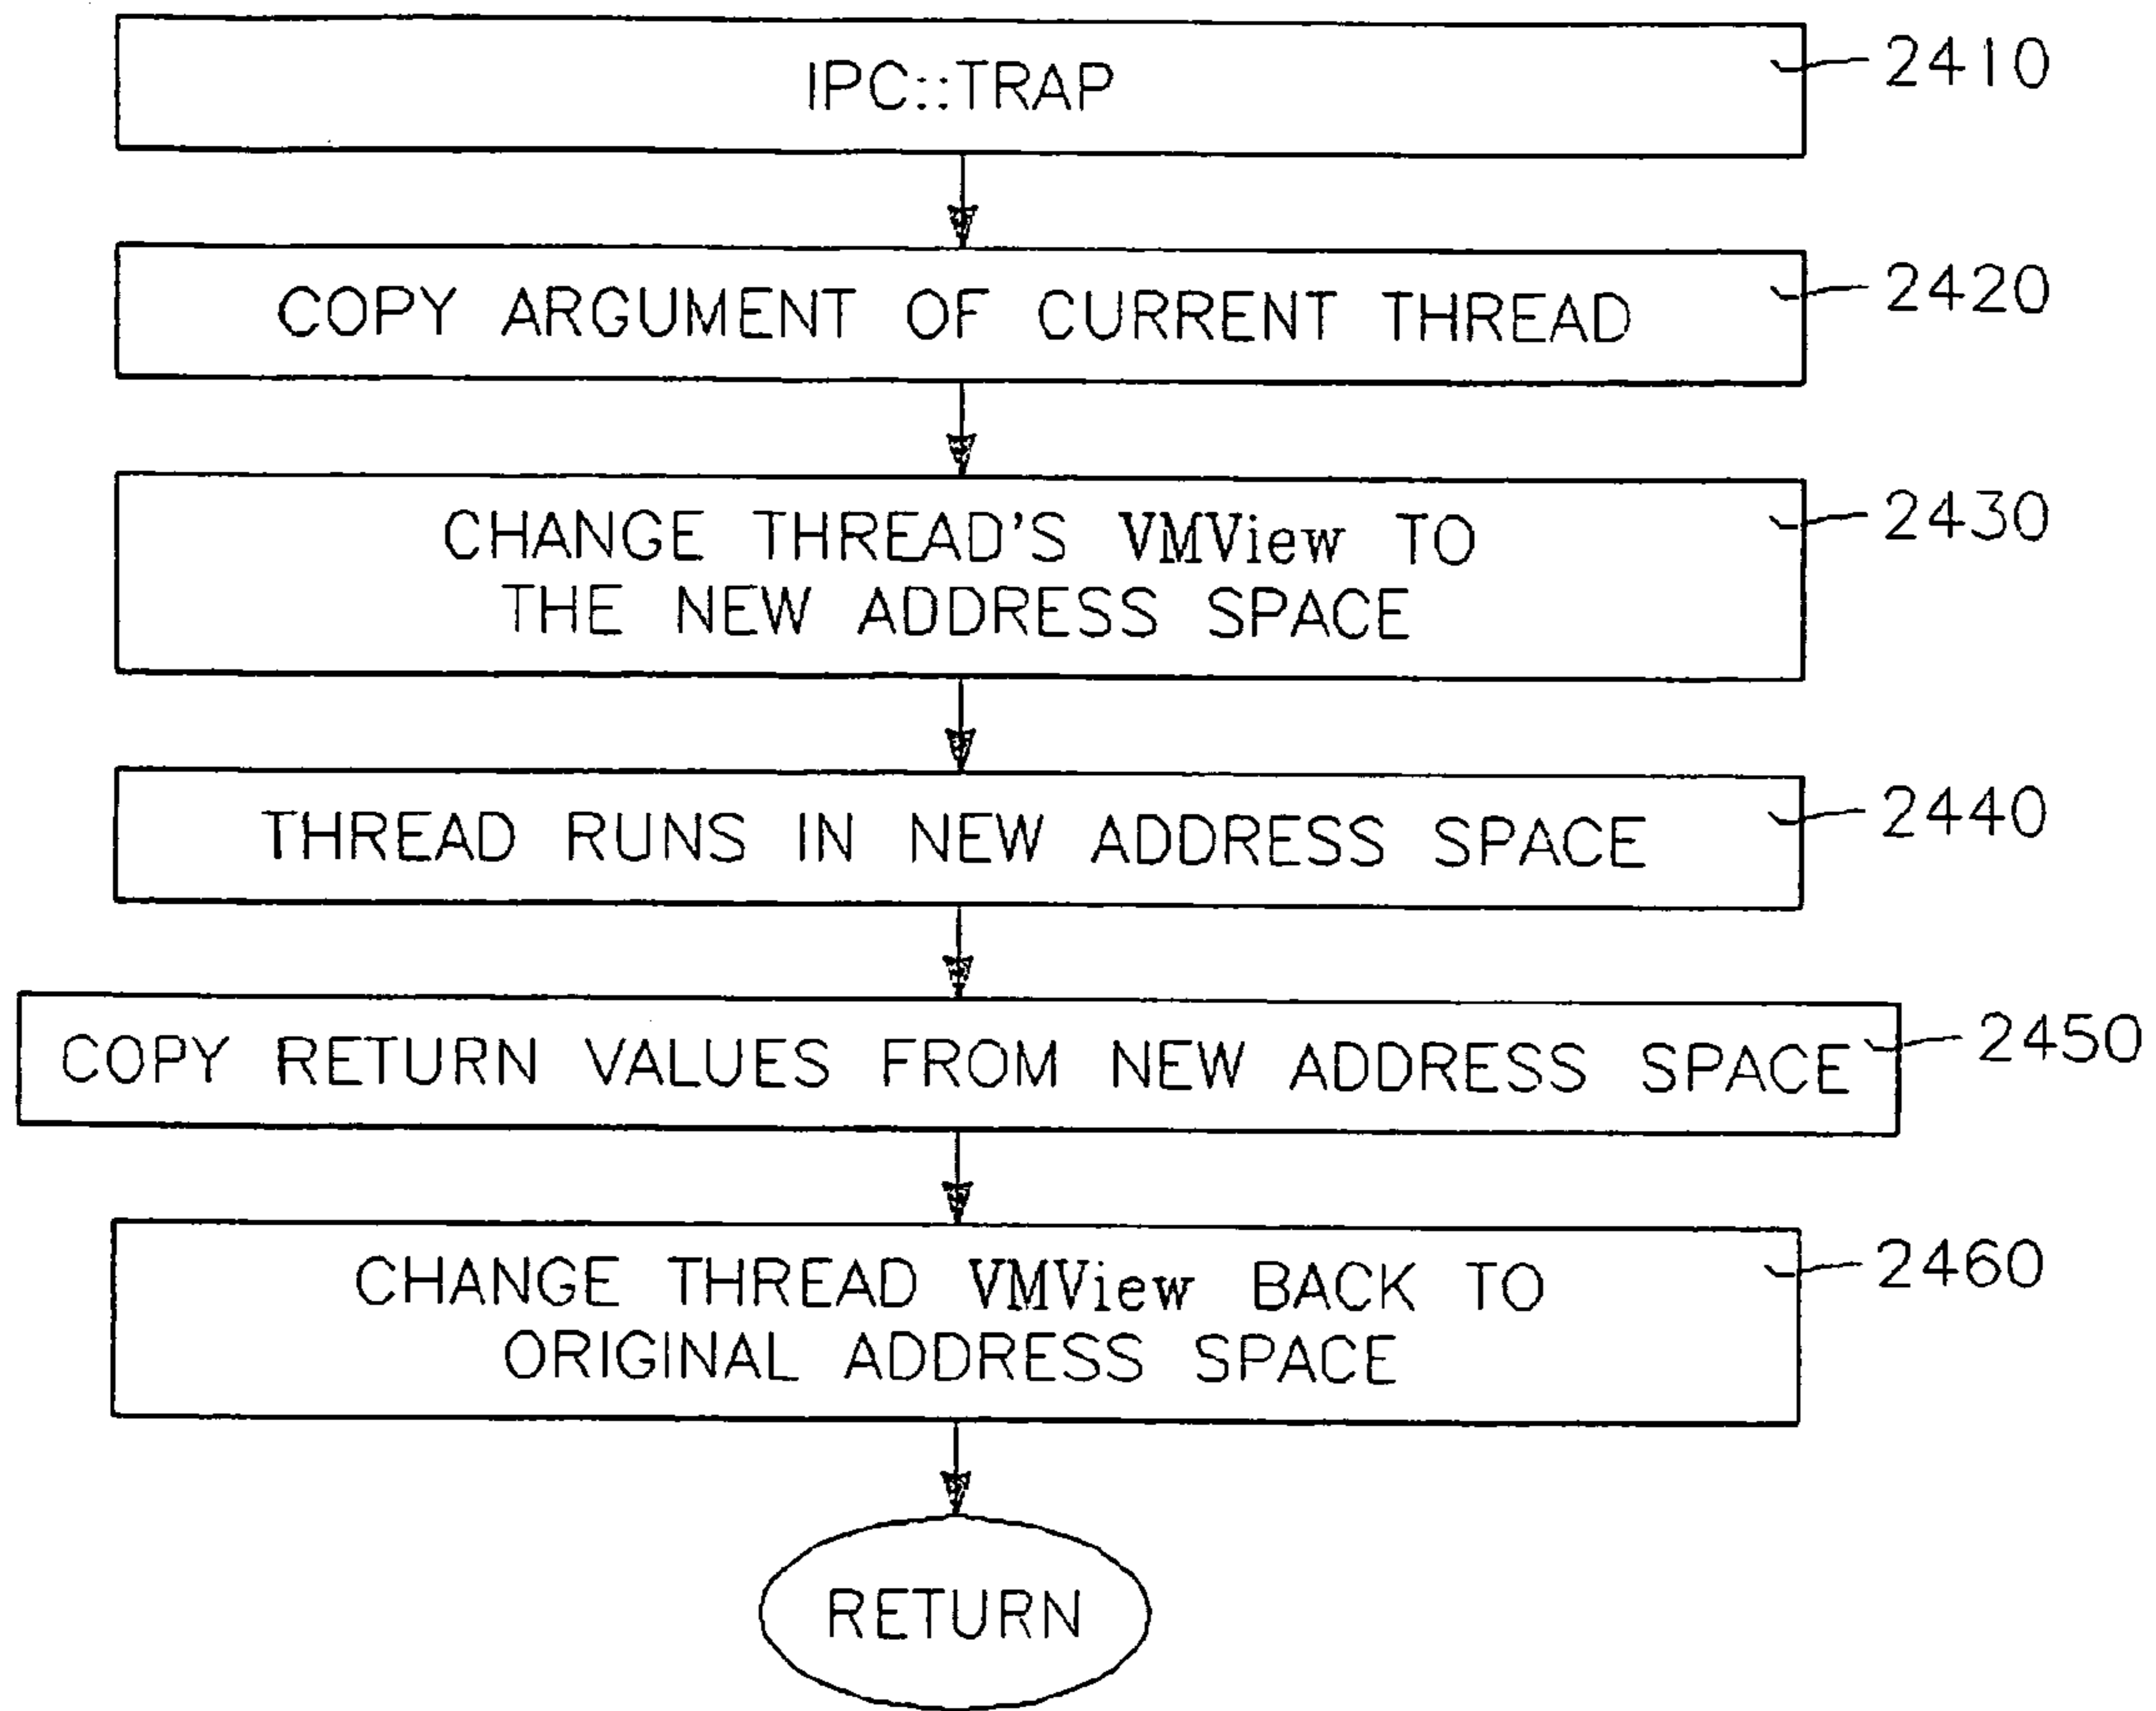 IPC::TRAP
2410
COPY ARGUMENT OF CURRENT THREAD
2420
CHANGE THREAD'S VMView TO
THE NEW ADDRESS SPACE
2430
THREAD RUNS IN NEW ADDRESS SPACE
2440
COPY RETURN VALUES FROM NEW ADDRESS SPACE
2450
CHANGE THREAD VMView BACK TO
ORIGINAL ADDRESS SPACE
2460
RETURN